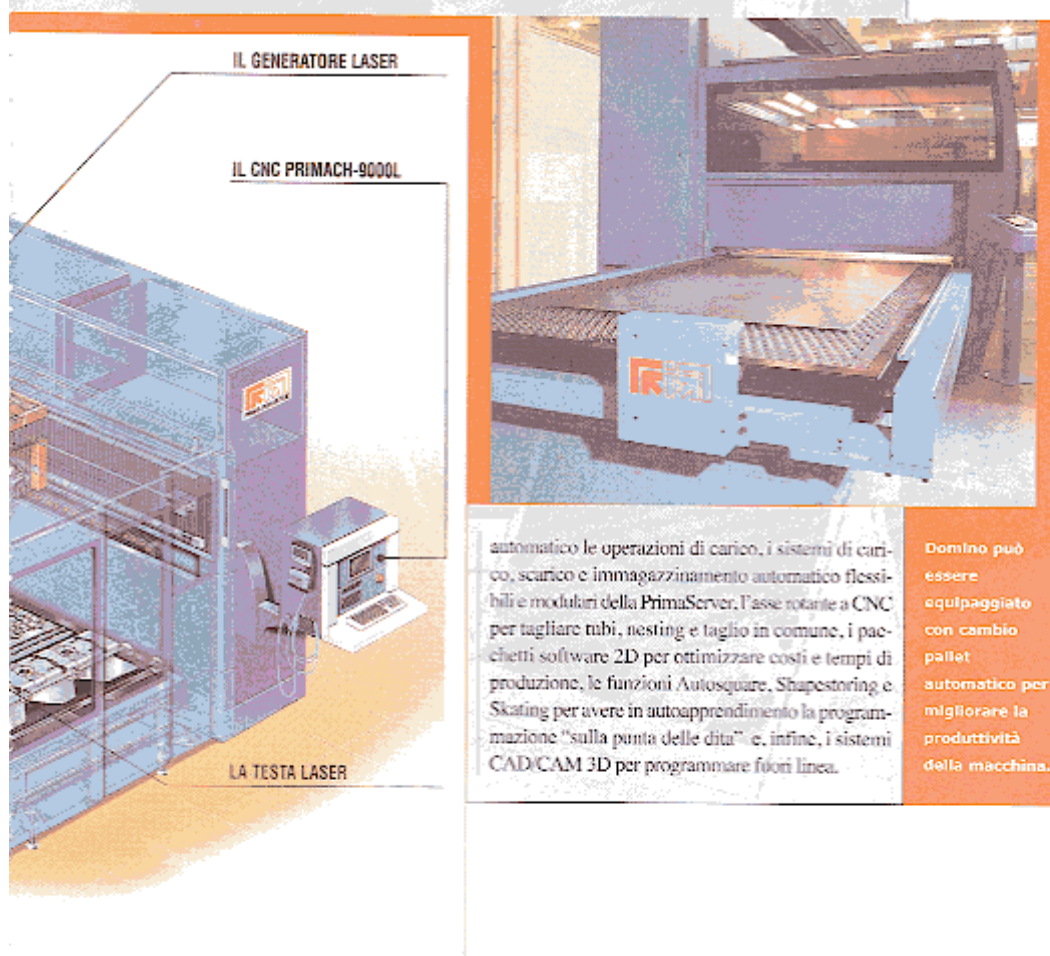 IL GENERATORE LASER
IL CNC PRIMACH-9000L
LA TESTA LASER
automatico le operazioni di carico, i sistemi di cari-
co, scarico e immagazzinamento automatico flessi-
bili e modulari della PrimaServer, l'asse rotante a CNC
per tagliare tubi, nesting e taglio in comune, i pac-
chetti software 2D per ottimizzare costi e tempi di
produzione, le funzioni Autosquare, Shapestoring e
Skating per avere in autoapprendimento la program-
mazione "sulla punta delle dita" e, infine, i sistemi
CAD/CAM 3D per programmare fuori linea.
Domino può
essere
equipaggiato
con cambio
pallet
automatico per
migliorare la
produttività
della macchina.